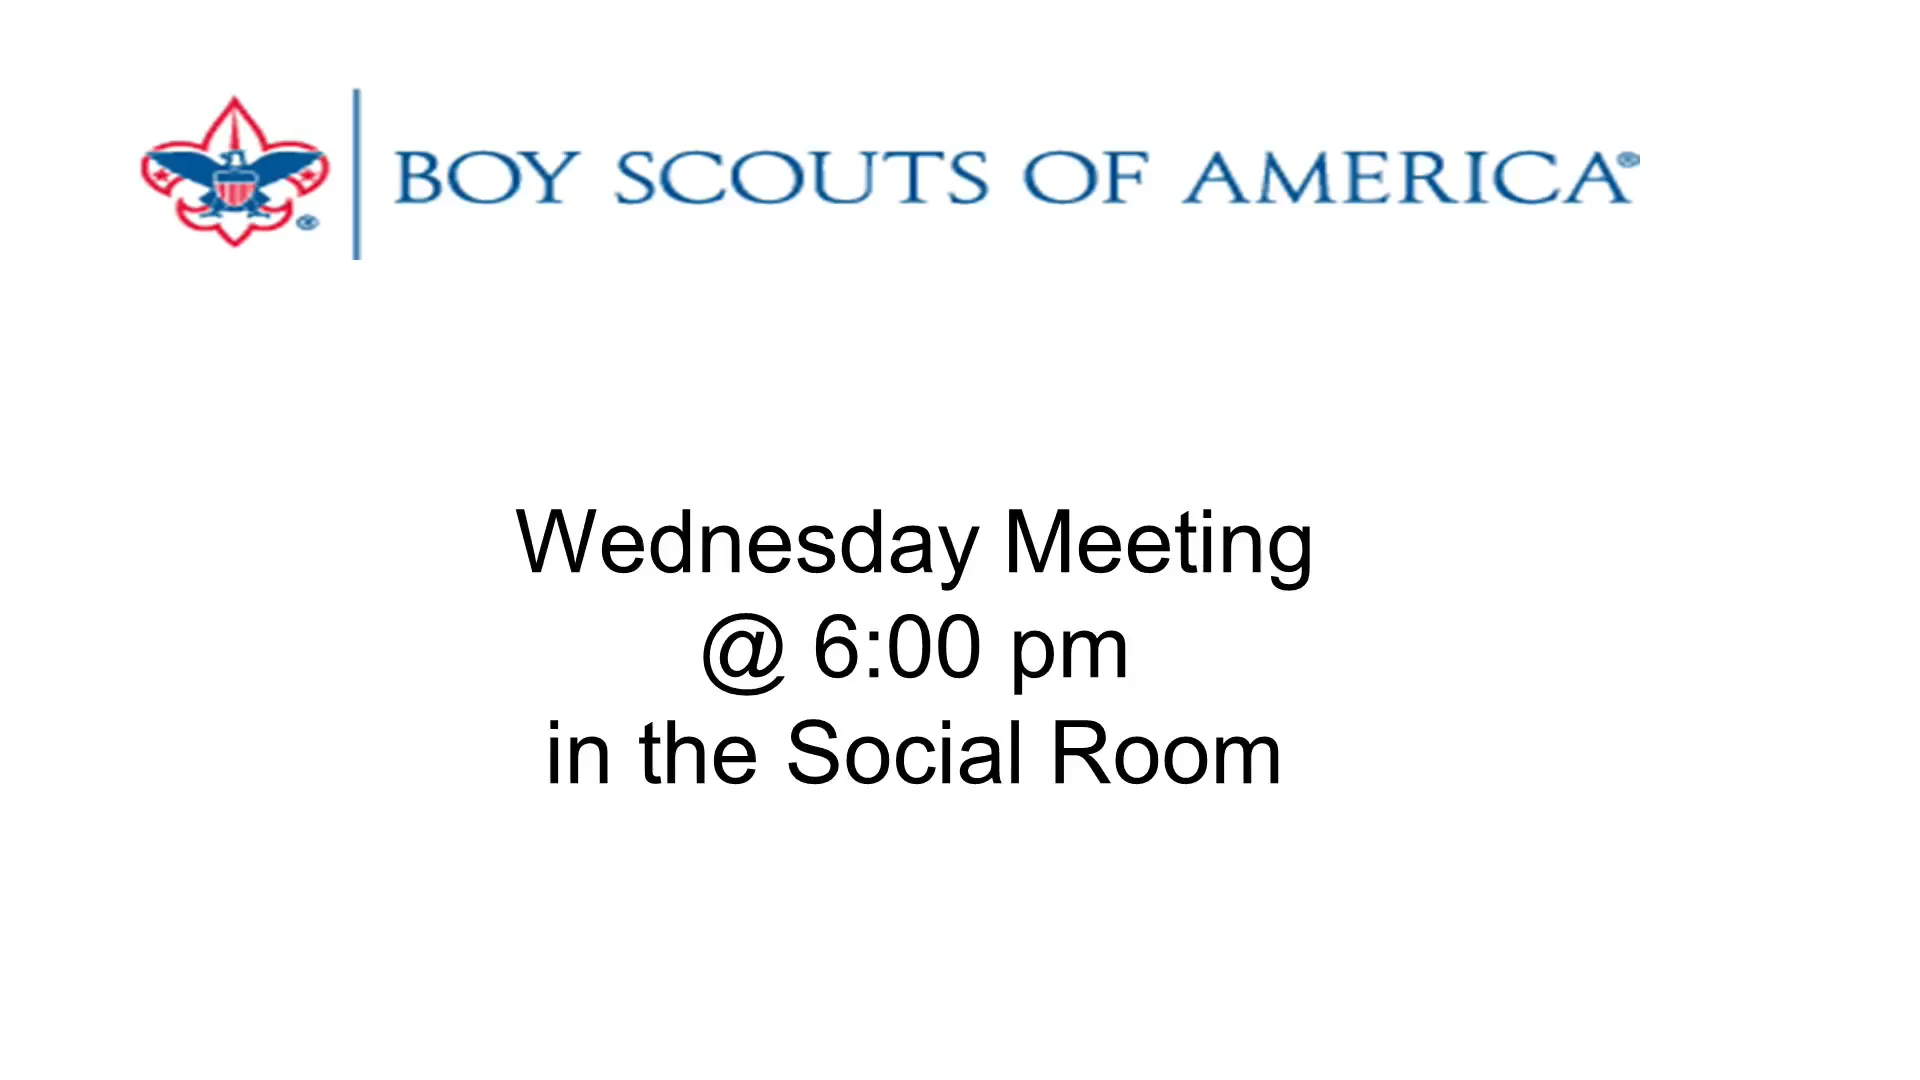 BOY SCOUTS OF AMERICA®
Wednesday Meeting
@ 6:00 pm
in the Social Room